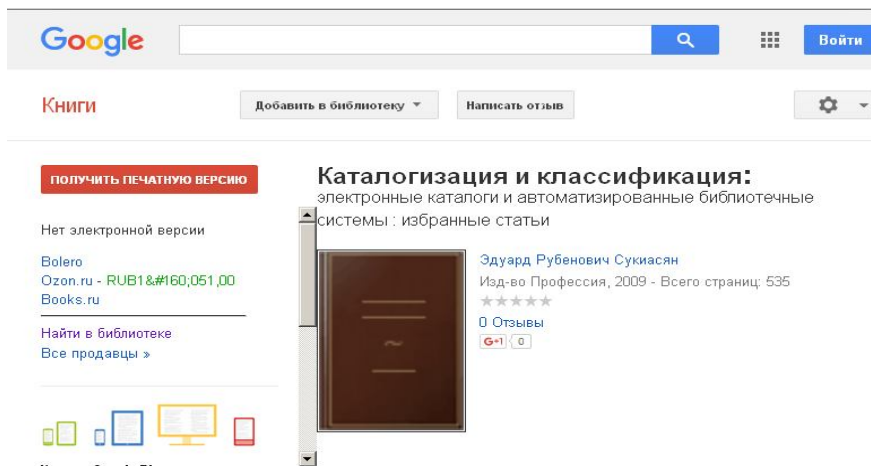 Google
Войти
Книги
Добавить в библиотеку
Написать отзыв
ПОЛУЧИТЬ ПЕЧАТНУЮ ВЕРСИЮ
Нет электронной версии
Bolero
Ozon.ru - RUB1&#160;051,00
Books.ru
Найти в библиотеке
Все продавцы »
Каталогизация и классификация:
электронные каталоги и автоматизированные библиотечные
системы : избранные статьи
Эдуард Рубенович Сукиасян
Изд-во Профессия, 2009 - Всего страниц: 535
0 Отзывы
G+1 0